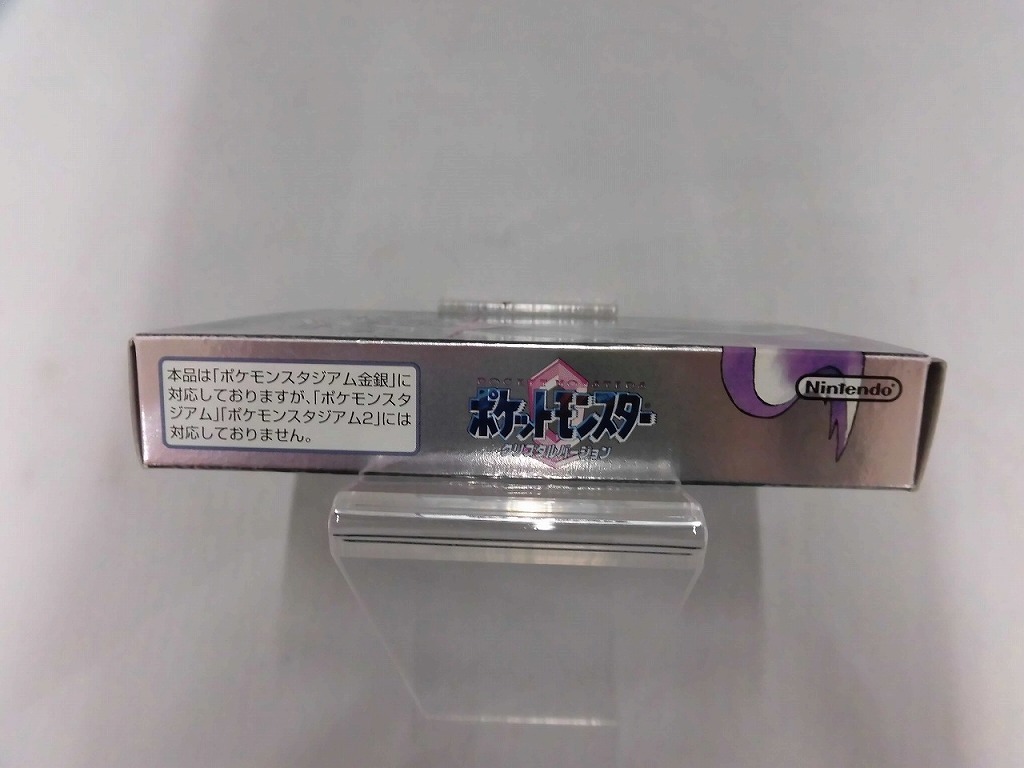 本品は「ポケモンスタジアム金銀」に
対応しておりますが、「ポケモンスタ
ジアム」「ポケモンスタジアム2」には
対応しておりません。
POCKET MONSTERS
ポケットモンスター
クリスタルバージョン
Nintendo